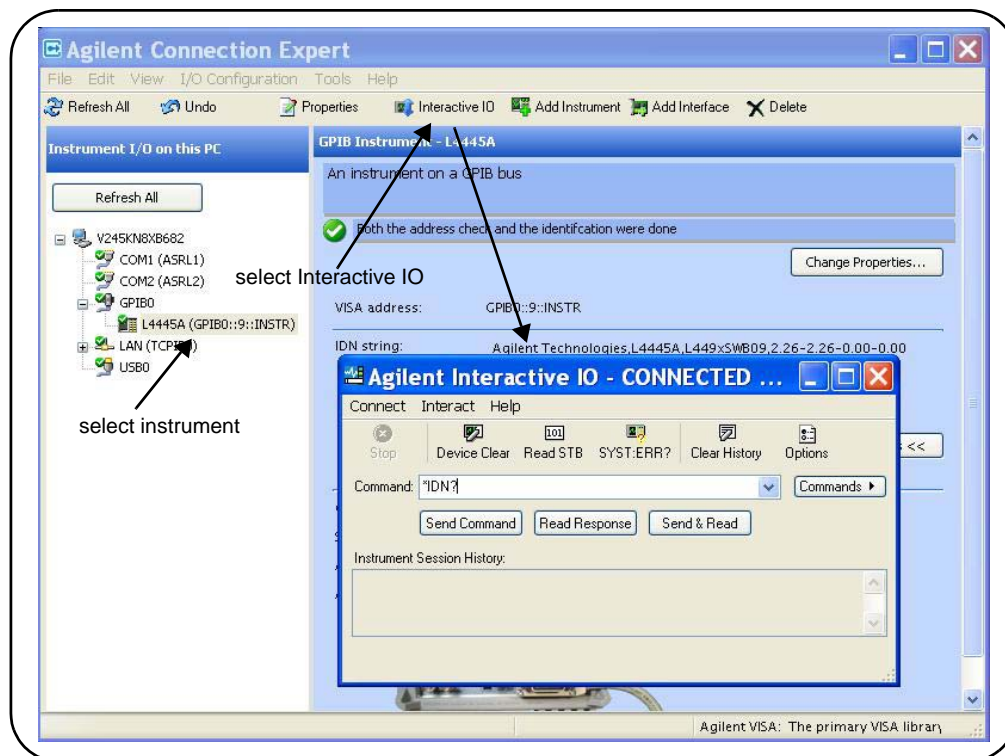 Agilent Connection Expert
File Edit View I/O Configuration Tools Help
Refresh All Undo Properties Interactive IO Add Instrument Add Interface Delete
Instrument I/O on this PC
Refresh All
V245KN8XB682
COM1 (ASRL1)
COM2 (ASRL2)
GPIB0
L4445A (GPIB0::9::INSTR)
LAN
USB0
select Interactive IO
select instrument
GPIB Instrument - L4445A
An instrument on a GPIB bus
Both the address check and the identifcation were done
Change Properties...
VISA address: GPIB0::9::INSTR
IDN string: Agilent Technologies,L4445A,L449xSWB09,2.26-2.26-0.00-0.00
<<
Agilent Interactive IO - CONNECTED ...
Connect Interact Help
Stop Device Clear Read STB SYST:ERR? Clear History Options
Command: *IDN? Commands
Send Command Read Response Send & Read
Instrument Session History:
Agilent VISA: The primary VISA library